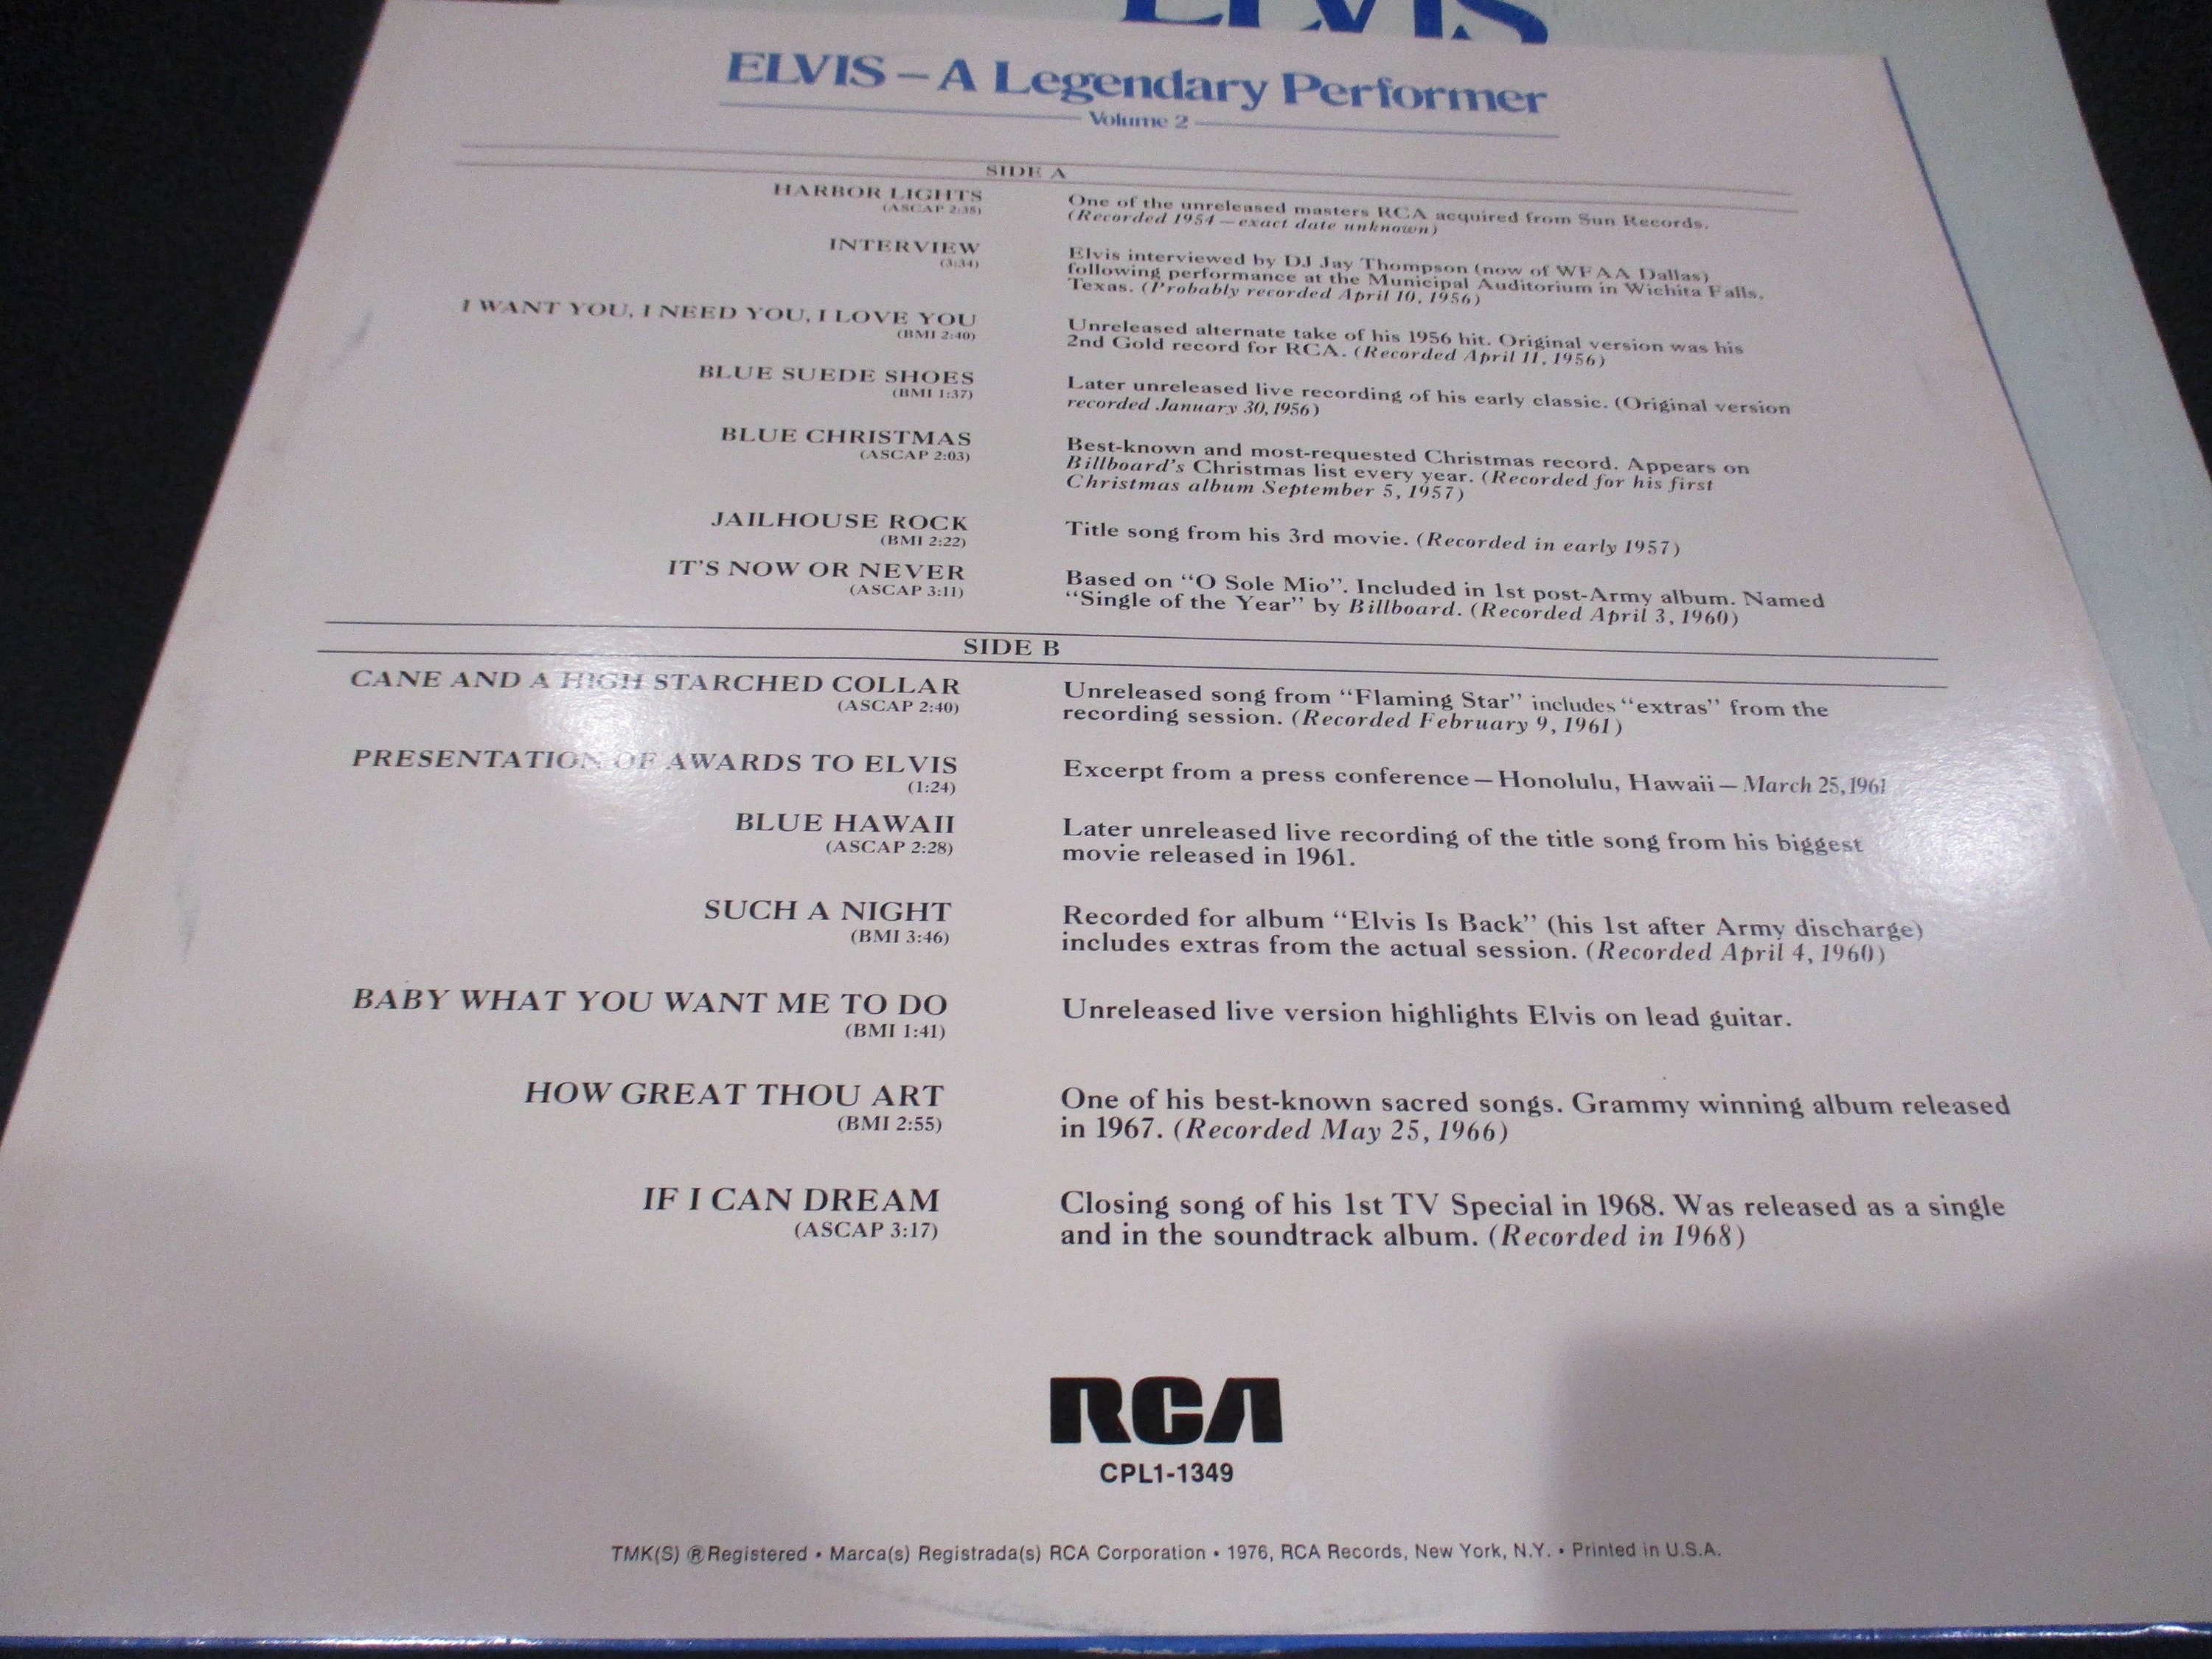 ELVIS
ELVIS – A Legendary Performer
Volume 2
SIDE A
HARBOR LIGHTS
(ASCAP 2:35)
One of the unreleased masters RCA acquired from Sun Records.
(Recorded 1954 — exact date unknown)
INTERVIEW
(3:34)
Elvis interviewed by DJ Jay Thompson (now of WFAA Dallas)
following performance at the Municipal Auditorium in Wichita Falls,
Texas. (Probably recorded April 10, 1956)
I WANT YOU, I NEED YOU, I LOVE YOU
(BMI 2:40)
Unreleased alternate take of his 1956 hit. Original version was his
2nd Gold record for RCA. (Recorded April 11, 1956)
BLUE SUEDE SHOES
(BMI 1:37)
Later unreleased live recording of his early classic. (Original version
recorded January 30, 1956)
BLUE CHRISTMAS
(ASCAP 2:03)
Best-known and most-requested Christmas record. Appears on
Billboard's Christmas list every year. (Recorded for his first
Christmas album September 5, 1957)
JAILHOUSE ROCK
(BMI 2:22)
Title song from his 3rd movie. (Recorded in early 1957)
IT'S NOW OR NEVER
(ASCAP 3:11)
Based on “O Sole Mio”. Included in 1st post-Army album. Named
“Single of the Year” by Billboard. (Recorded April 3, 1960)
SIDE B
CANE AND A HIGH STARCHED COLLAR
(ASCAP 2:40)
Unreleased song from “Flaming Star” includes “extras” from the
recording session. (Recorded February 9, 1961)
PRESENTATION OF AWARDS TO ELVIS
(1:24)
Excerpt from a press conference — Honolulu, Hawaii — March 25, 1961
BLUE HAWAII
(ASCAP 2:28)
Later unreleased live recording of the title song from his biggest
movie released in 1961.
SUCH A NIGHT
(BMI 3:46)
Recorded for album “Elvis Is Back” (his 1st after Army discharge)
includes extras from the actual session. (Recorded April 4, 1960)
BABY WHAT YOU WANT ME TO DO
(BMI 1:41)
Unreleased live version highlights Elvis on lead guitar.
HOW GREAT THOU ART
(BMI 2:55)
One of his best-known sacred songs. Grammy winning album released
in 1967. (Recorded May 25, 1966)
IF I CAN DREAM
(ASCAP 3:17)
Closing song of his 1st TV Special in 1968. Was released as a single
and in the soundtrack album. (Recorded in 1968)
RCA
CPL1-1349
TMK(S) ® Registered • Marca(s) Registrada(s) RCA Corporation • 1976, RCA Records, New York, N.Y. • Printed in U.S.A.